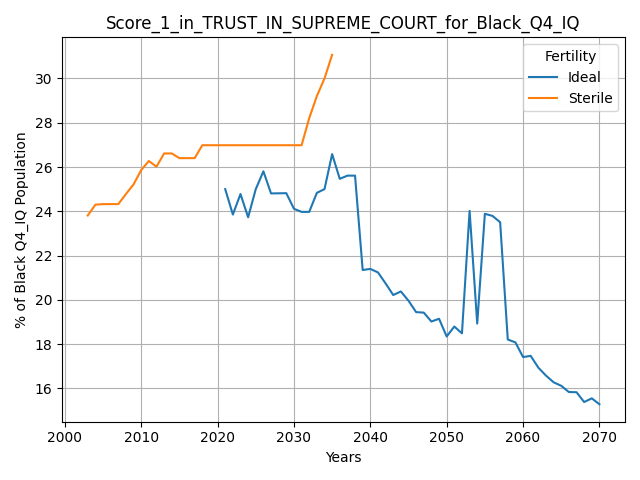 Score_1_in_TRUST_IN_SUPREME_COURT_for_Black_Q4_IQ
Fertility
Ideal
Sterile
% of Black Q4_IQ Population
30
28
26
24
22
20
18
16
2000 2010 2020 2030 2040 2050 2060 2070
Years